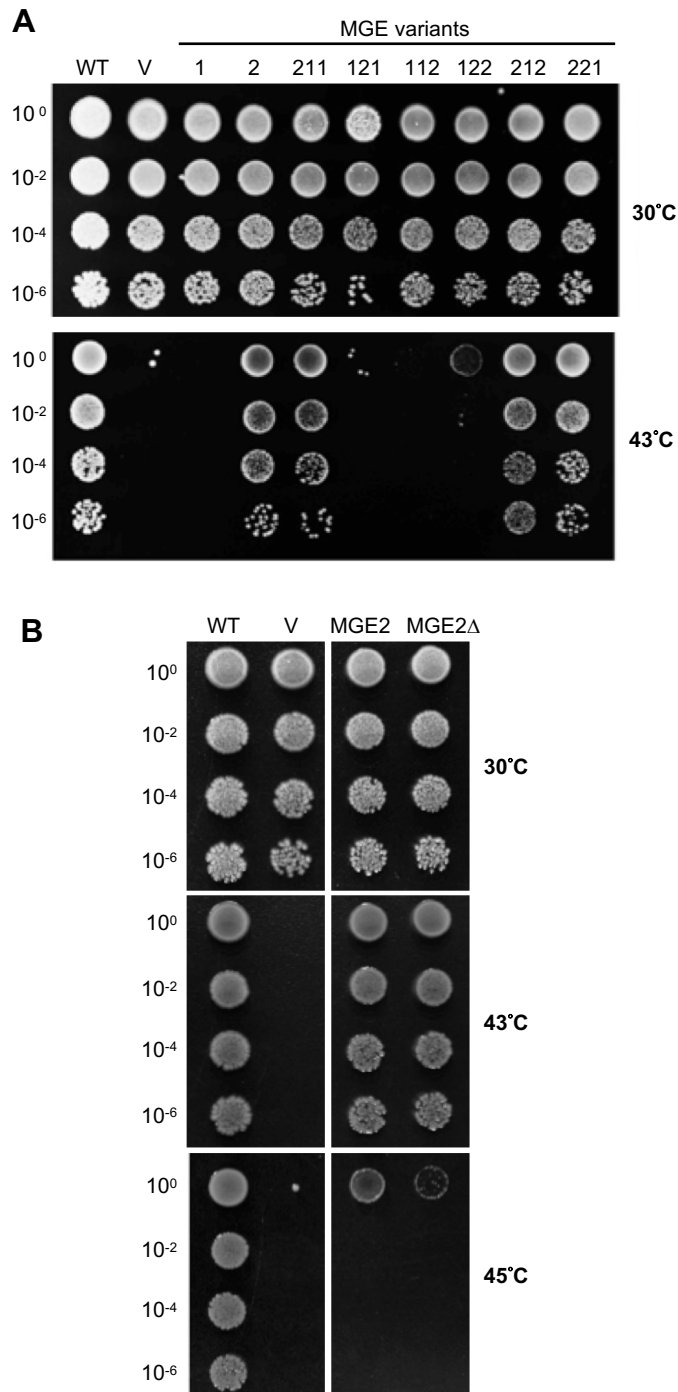 A
MGE variants
WT V 1 2 211 121 112 122 212 221
10⁰
10⁻²
10⁻⁴
10⁻⁶
30°C
10⁰
10⁻²
10⁻⁴
10⁻⁶
43°C
B
WT V MGE2 MGE2Δ
10⁰
10⁻²
10⁻⁴
10⁻⁶
30°C
10⁰
10⁻²
10⁻⁴
10⁻⁶
43°C
10⁰
10⁻²
10⁻⁴
10⁻⁶
45°C